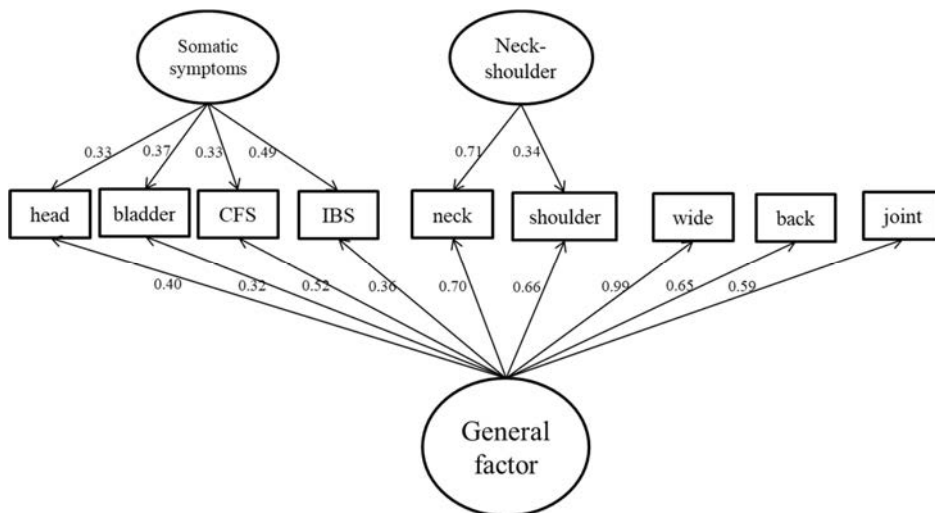 Somatic
symptoms
Neck-
shoulder
0.33
0.37
0.33
0.49
0.71
0.34
head
bladder
CFS
IBS
neck
shoulder
wide
back
joint
0.40
0.32
0.52
0.36
0.70
0.66
0.99
0.65
0.59
General
factor